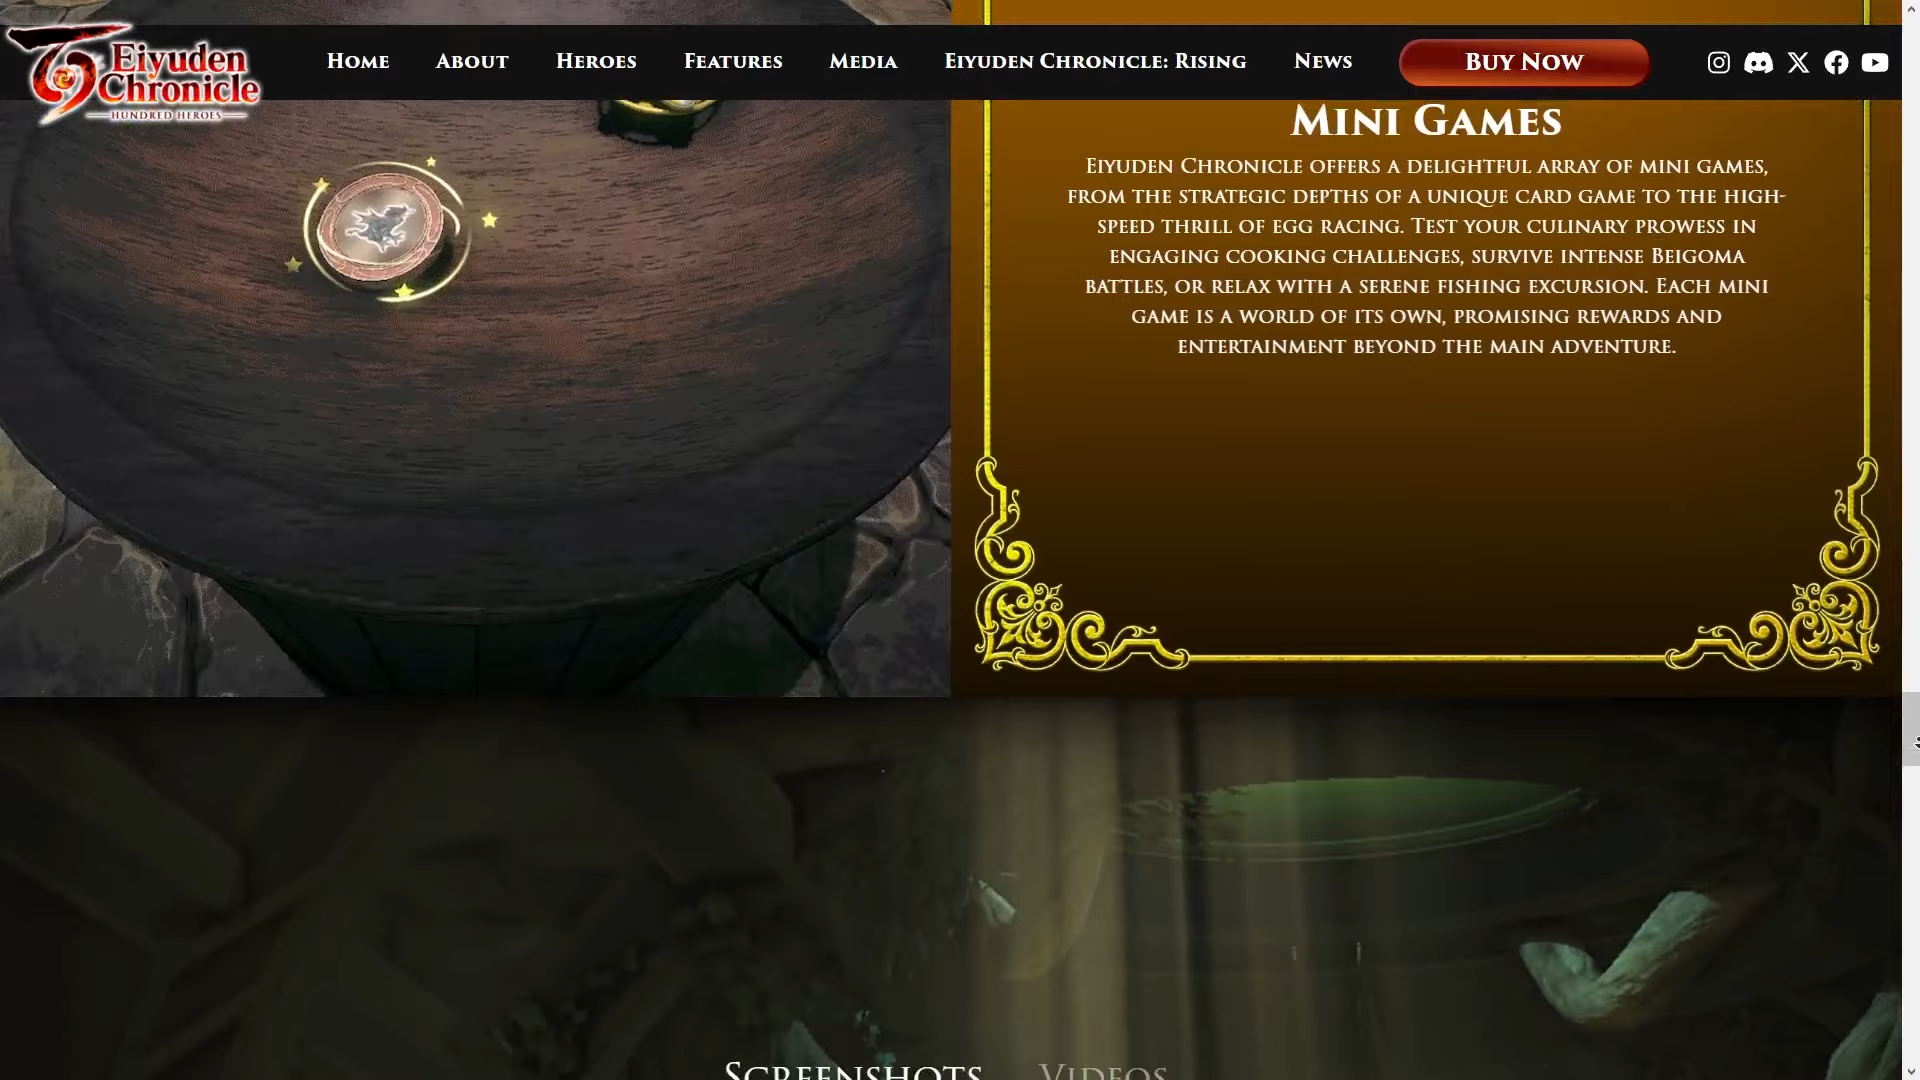 Eiyuden
Chronicle
HUNDRED HEROES
HOME ABOUT HEROES FEATURES MEDIA EIYUDEN CHRONICLE: RISING NEWS BUY NOW
MINI GAMES
EIYUDEN CHRONICLE OFFERS A DELIGHTFUL ARRAY OF MINI GAMES,
FROM THE STRATEGIC DEPTHS OF A UNIQUE CARD GAME TO THE HIGH-
SPEED THRILL OF EGG RACING. TEST YOUR CULINARY PROWESS IN
ENGAGING COOKING CHALLENGES, SURVIVE INTENSE BEIGOMA
BATTLES, OR RELAX WITH A SERENE FISHING EXCURSION. EACH MINI
GAME IS A WORLD OF ITS OWN, PROMISING REWARDS AND
ENTERTAINMENT BEYOND THE MAIN ADVENTURE.
SCREENSHOTS VIDEOS